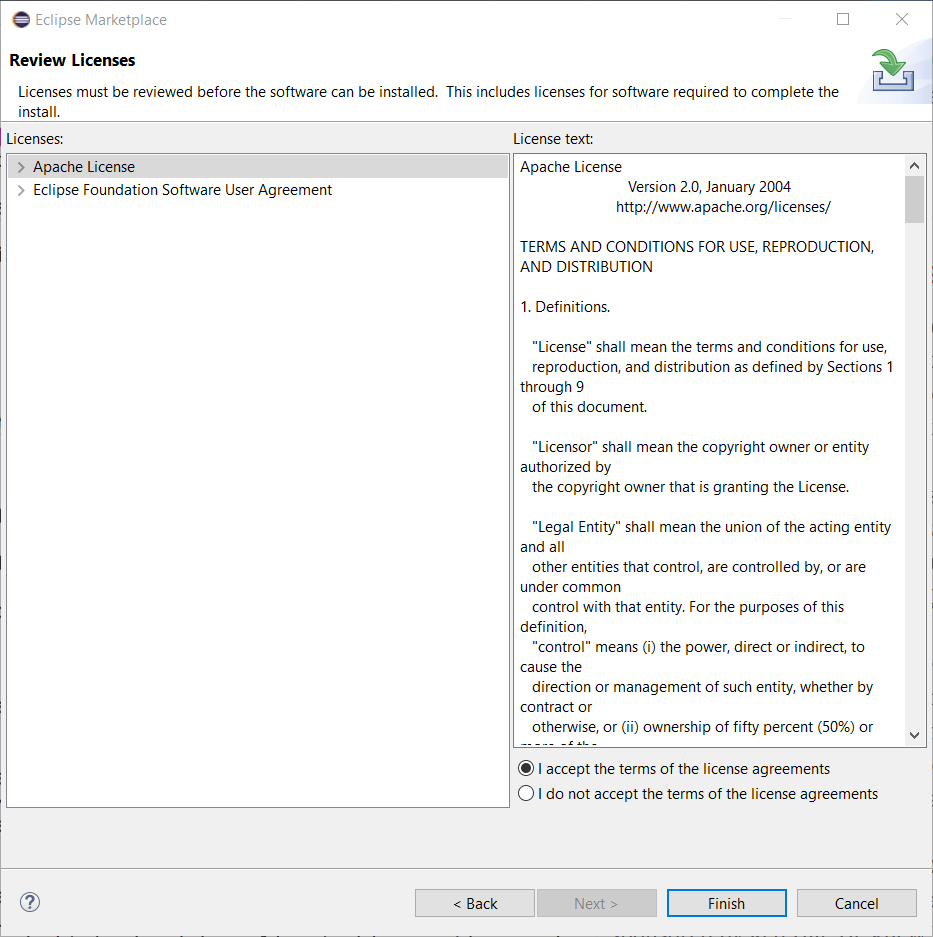 Eclipse Marketplace
Review Licenses
Licenses must be reviewed before the software can be installed.  This includes licenses for software required to complete the
install.
Licenses:
Apache License
Eclipse Foundation Software User Agreement
License text:
Apache License
Version 2.0, January 2004
http://www.apache.org/licenses/
TERMS AND CONDITIONS FOR USE, REPRODUCTION,
AND DISTRIBUTION
1. Definitions.
"License" shall mean the terms and conditions for use,
reproduction, and distribution as defined by Sections 1
through 9
of this document.
"Licensor" shall mean the copyright owner or entity
authorized by
the copyright owner that is granting the License.
"Legal Entity" shall mean the union of the acting entity
and all
other entities that control, are controlled by, or are
under common
control with that entity. For the purposes of this
definition,
"control" means (i) the power, direct or indirect, to
cause the
direction or management of such entity, whether by
contract or
otherwise, or (ii) ownership of fifty percent (50%) or
more of the
I accept the terms of the license agreements
I do not accept the terms of the license agreements
?
< Back
Next >
Finish
Cancel